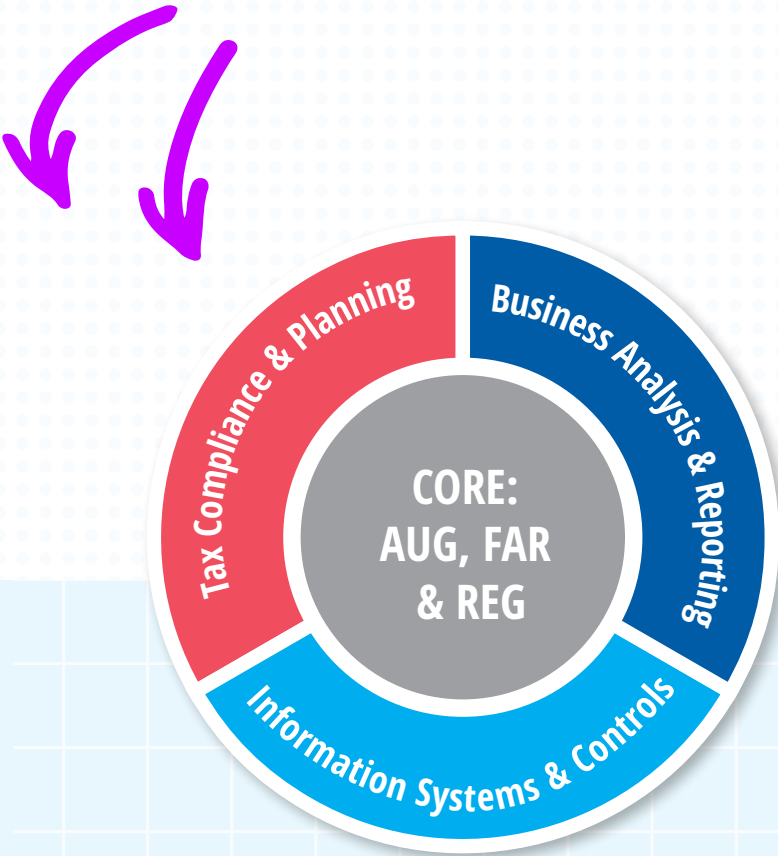 Tax Compliance & Planning
Business Analysis & Reporting
CORE:
AUG, FAR
& REG
Information Systems & Controls